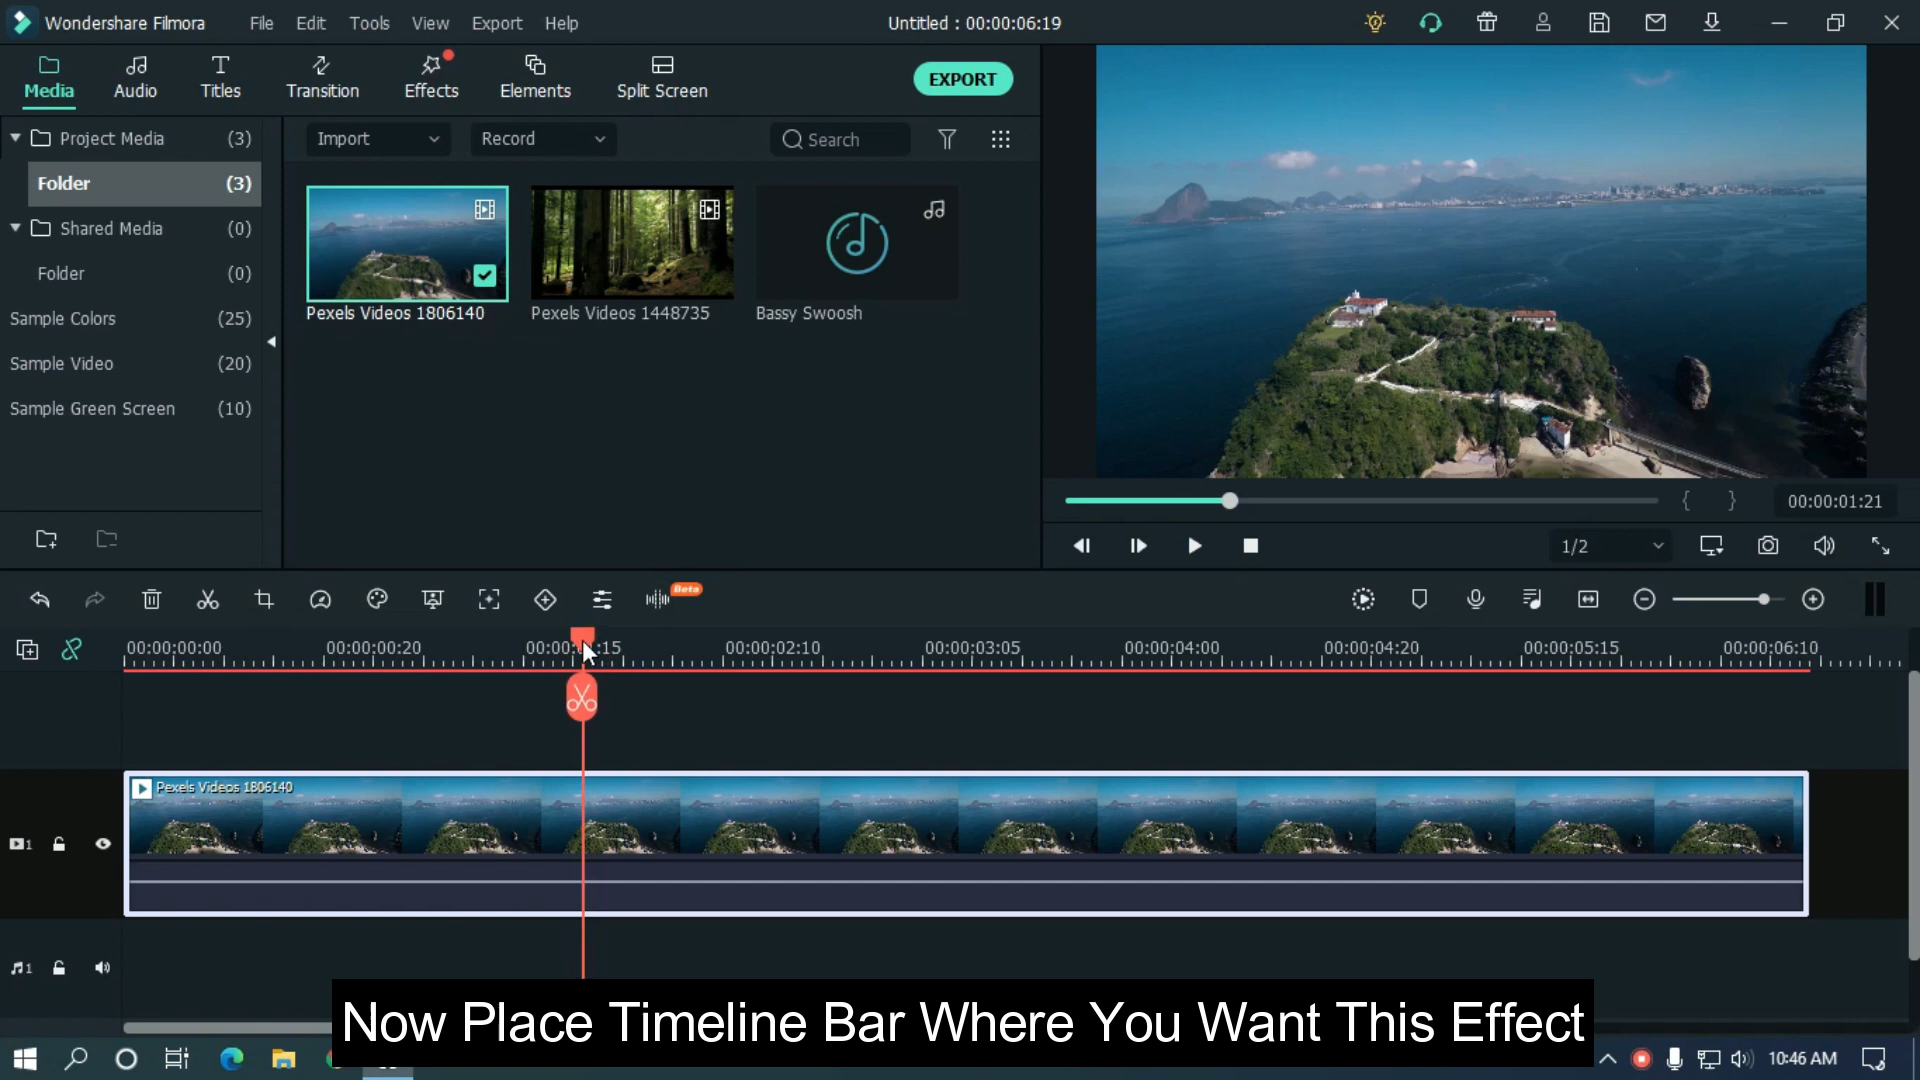 Wondershare Filmora File Edit Tools View Export Help Untitled : 00:00:06:19
Media Audio Titles Transition Effects Elements Split Screen EXPORT
Project Media (3)
Folder (3)
Shared Media (0)
Folder (0)
Sample Colors (25)
Sample Video (20)
Sample Green Screen (10)
Import Record Search
Pexels Videos 1806140 Pexels Videos 1448735 Bassy Swoosh
{ } 00:00:01:21
1/2
Beta
00:00:00:00 00:00:00:20 00:00:02:10 00:00:03:05 00:00:04:00 00:00:04:20 00:00:05:15 00:00:06:10
Pexels Videos 1806140
1
1
Now Place Timeline Bar Where You Want This Effect
10:46 AM